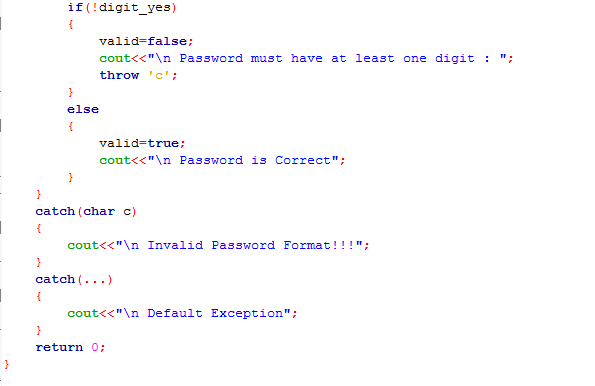 if(!digit_yes)
{
valid=false;
cout<<"\n Password must have at least one digit : ";
throw 'c';
}
else
{
valid=true;
cout<<"\n Password is Correct";
}
}
catch(char c)
{
cout<<"\n Invalid Password Format!!!";
}
catch(...)
{
cout<<"\n Default Exception";
}
return 0;
}